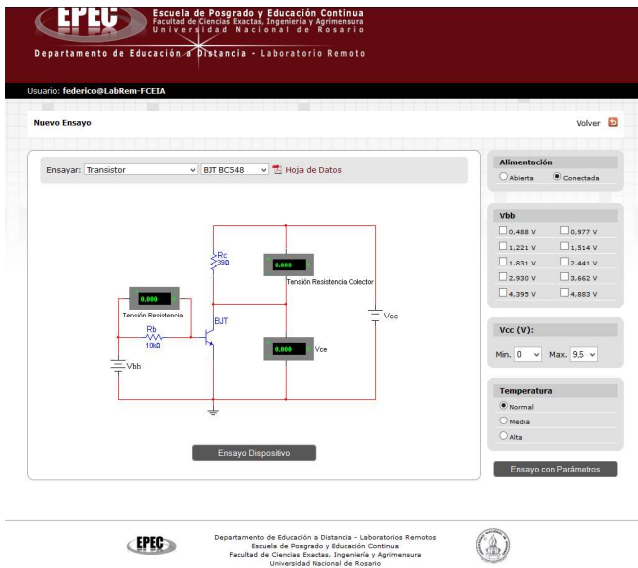 EPEC
Escuela de Posgrado y Educación Continua
Facultad de Ciencias Exactas, Ingeniería y Agrimensura
Universidad Nacional de Rosario
Departamento de Educación a Distancia - Laboratorio Remoto
Usuario: federico@LabRem-FCEIA
Nuevo Ensayo
Volver
Ensayar: Transistor BJT BC548 Hoja de Datos
Rc
390
0.000
Tensión Resistencia Colector
0.000
Tensión Resistencia
Rb
10kΩ
BJT
Vcc
0.000
Vce
Vbb
Ensayo Dispositivo
Alimentación
Abierta Conectada
Vbb
0,488 V 0,977 V
1,221 V 1,514 V
1,831 V 2,441 V
2,930 V 3,662 V
4,395 V 4,883 V
Vcc (V):
Min. 0 Max. 9,5
Temperatura
Normal
Media
Alta
Ensayo con Parámetros
EPEC
Departamento de Educación a Distancia - Laboratorios Remotos
Escuela de Posgrado y Educación Continua
Facultad de Ciencias Exactas, Ingeniería y Agrimensura
Universidad Nacional de Rosario